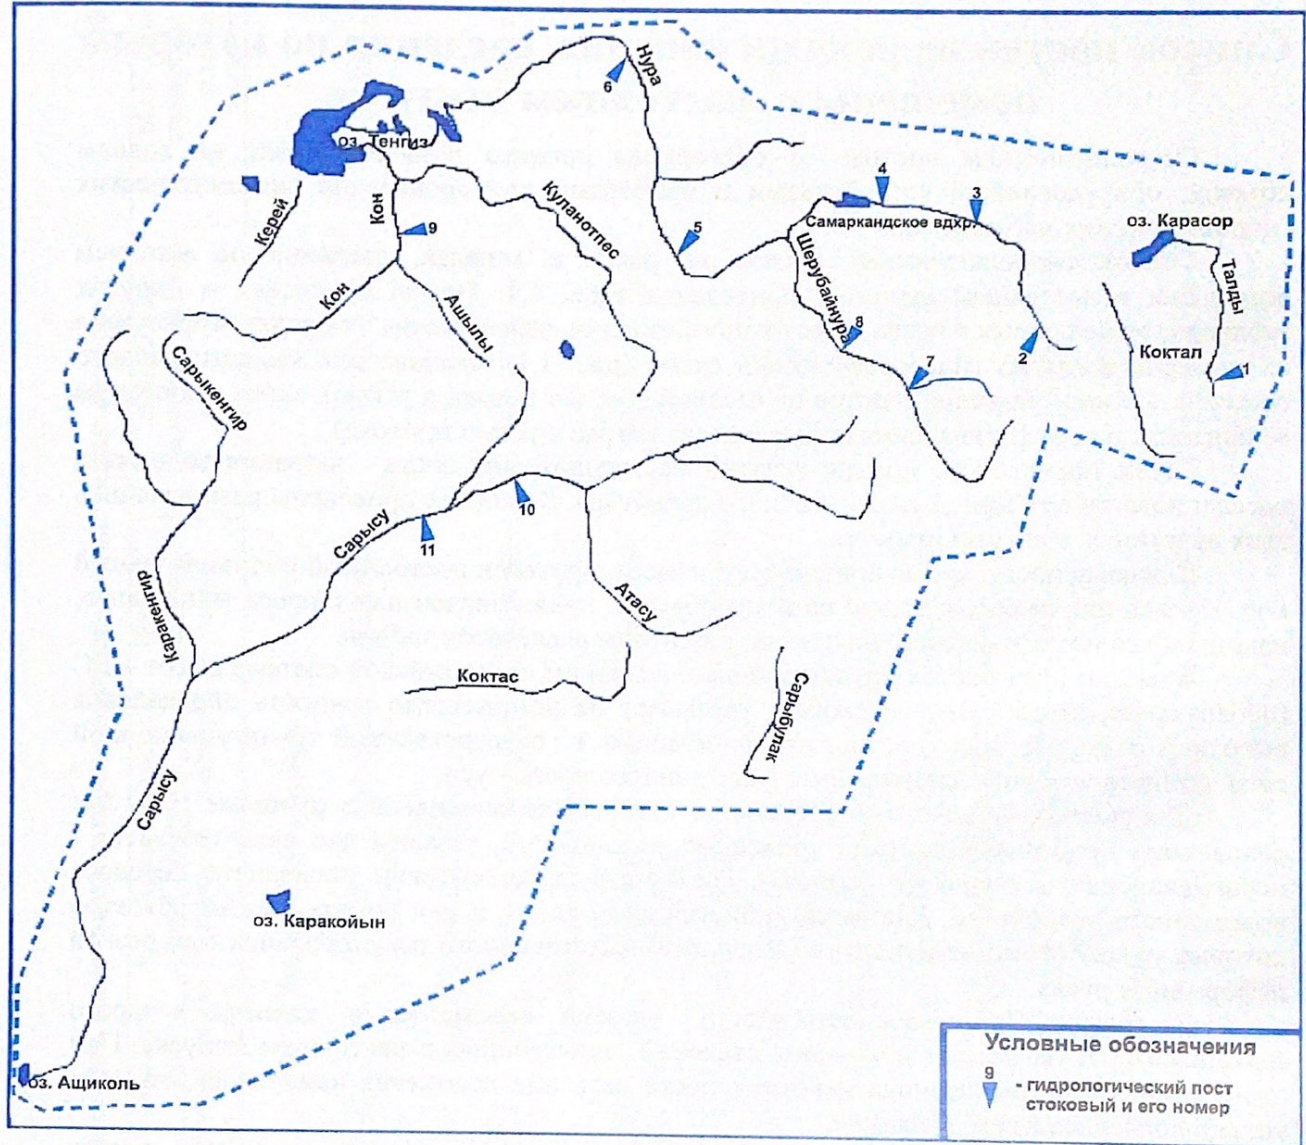 Нура
6
оз. Тенгиз
Керей
Кон
9
Куланотпес
5
4
3
Самаркандское вдхр.
Шерубайнура
8
7
2
оз. Карасор
Талды
Коктал
Кон
Ашылы
Сарыкенгир
Сарысу
11
10
Атасу
Каракенгир
Коктас
Сарыбулак
Сарысу
оз. Каракойын
оз. Ащиколь
Условные обозначения
9
- гидрологический пост
стоковый и его номер